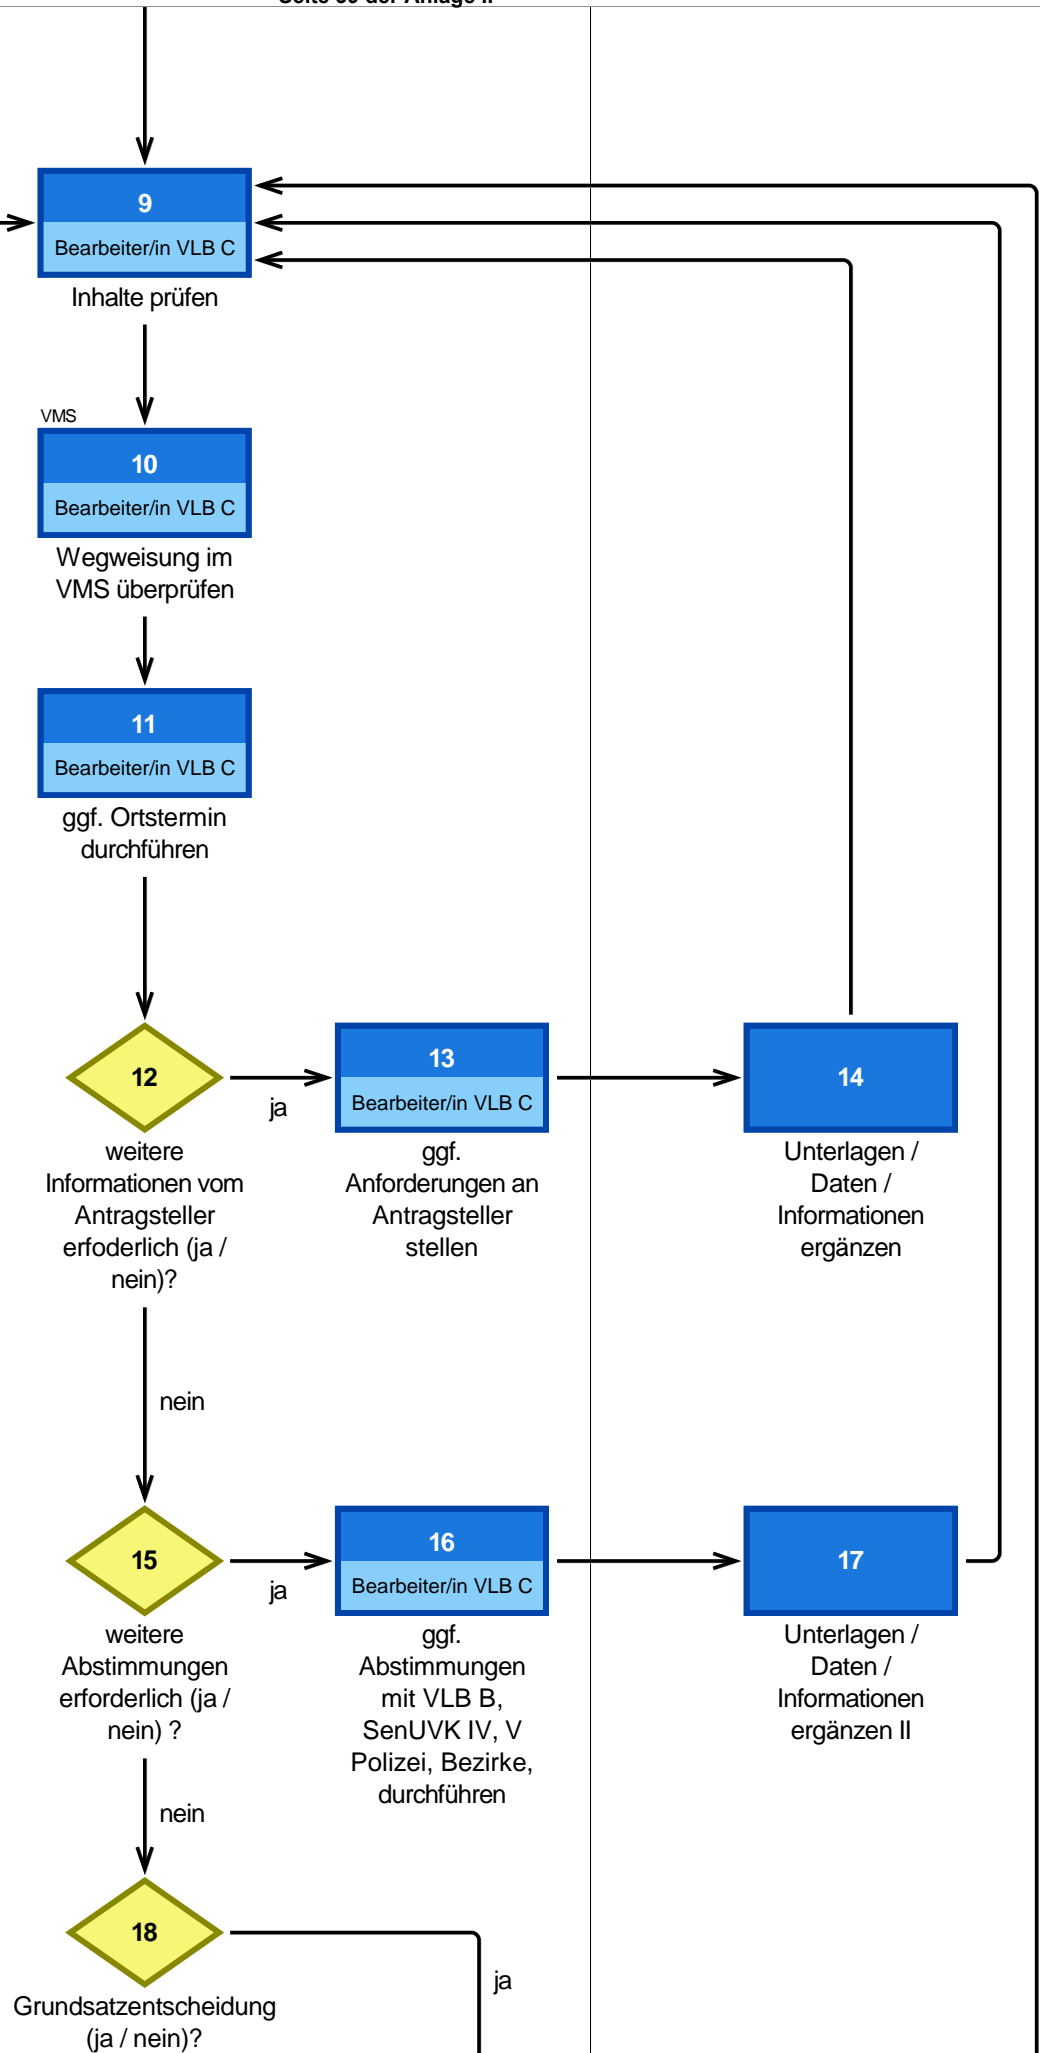 9
Bearbeiter/in VLB C
Inhalte prüfen
VMS
10
Bearbeiter/in VLB C
Wegweisung im
VMS überprüfen
11
Bearbeiter/in VLB C
ggf. Ortstermin
durchführen
12
ja
weitere
Informationen vom
Antragsteller
erfoderlich (ja /
nein)?
13
Bearbeiter/in VLB C
ggf.
Anforderungen an
Antragsteller
stellen
14
Unterlagen /
Daten /
Informationen
ergänzen
nein
15
ja
weitere
Abstimmungen
erforderlich (ja /
nein) ?
16
Bearbeiter/in VLB C
ggf.
Abstimmungen
mit VLB B,
SenUVK IV, V
Polizei, Bezirke,
durchführen
17
Unterlagen /
Daten /
Informationen
ergänzen II
nein
18
ja
Grundsatzentscheidung
(ja / nein)?